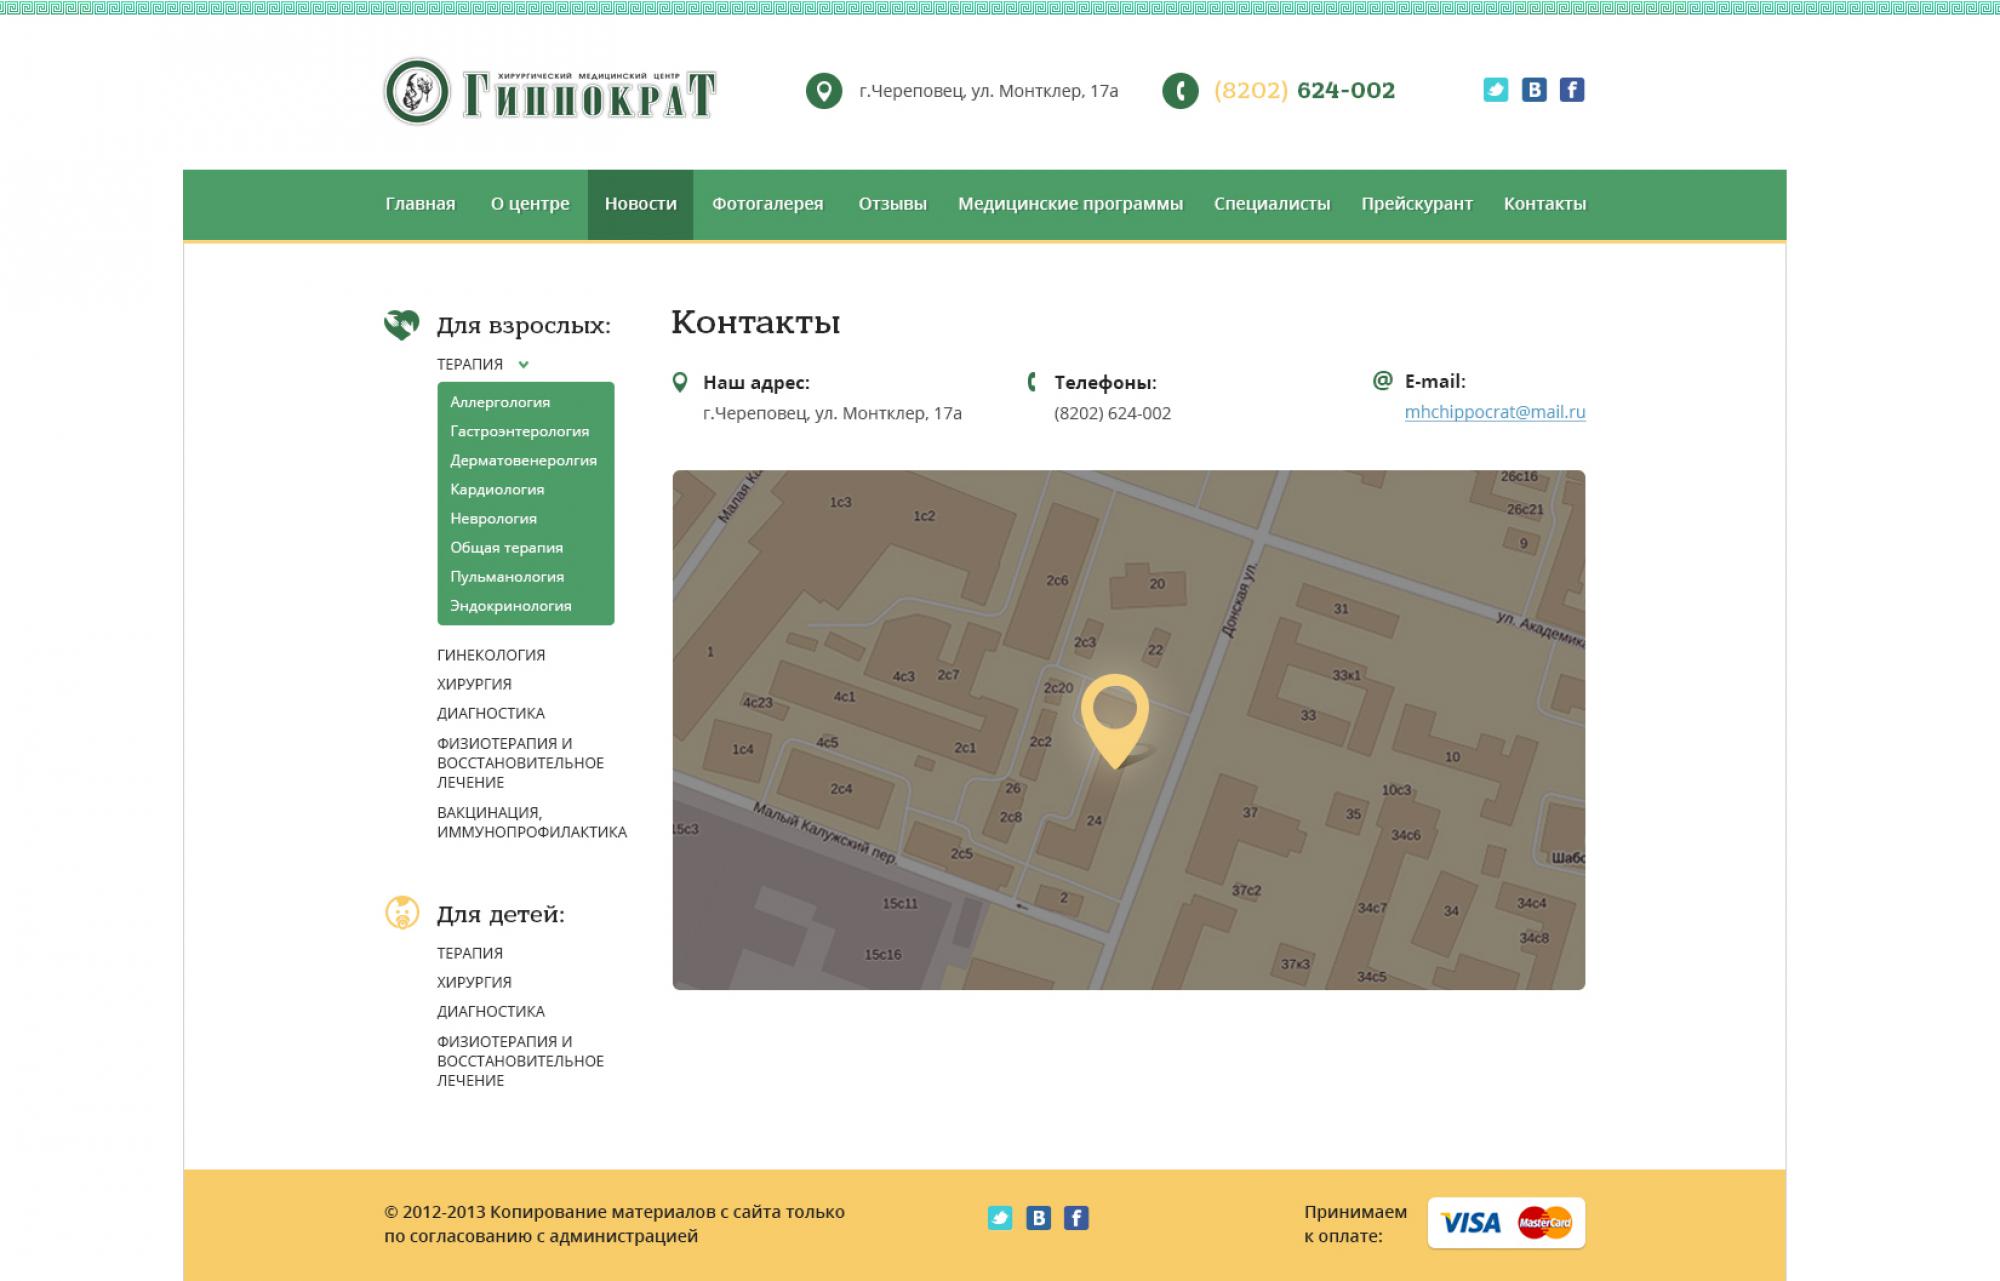 ХИРУРГИЧЕСКИЙ МЕДИЦИНСКИЙ ЦЕНТР
ГИППОКРАТ
г.Череповец, ул. Монтклер, 17а
(8202) 624-002
Главная О центре Новости Фотогалерея Отзывы Медицинские программы Специалисты Прейскурант Контакты
Для взрослых:
ТЕРАПИЯ
Аллергология
Гастроэнтерология
Дерматовенеролгия
Кардиология
Неврология
Общая терапия
Пульманология
Эндокринология
ГИНЕКОЛОГИЯ
ХИРУРГИЯ
ДИАГНОСТИКА
ФИЗИОТЕРАПИЯ И
ВОССТАНОВИТЕЛЬНОЕ
ЛЕЧЕНИЕ
ВАКЦИНАЦИЯ,
ИММУНОПРОФИЛАКТИКА
Для детей:
ТЕРАПИЯ
ХИРУРГИЯ
ДИАГНОСТИКА
ФИЗИОТЕРАПИЯ И
ВОССТАНОВИТЕЛЬНОЕ
ЛЕЧЕНИЕ
Контакты
Наш адрес:
г.Череповец, ул. Монтклер, 17а
Телефоны:
(8202) 624-002
E-mail:
mhchippocrat@mail.ru
Малая
1с3
1с2
26с16
26с21
9
2с6
20
Донская ул.
31
ул. Академика
2с3
22
1
4с3
2с7
33к1
2с20
4с1
4с23
33
4с5
2с1
2с2
1с4
10
2с4
26
10с3
2с8
24
37
35
34с6
15с3
Малый Калужский пер.
2с5
Шабо
37с2
2
15с11
34с7
34
34с4
34с8
15с16
37к3
34с5
© 2012-2013 Копирование материалов с сайта только
по согласованию с администрацией
Принимаем
к оплате:
VISA
MasterCard